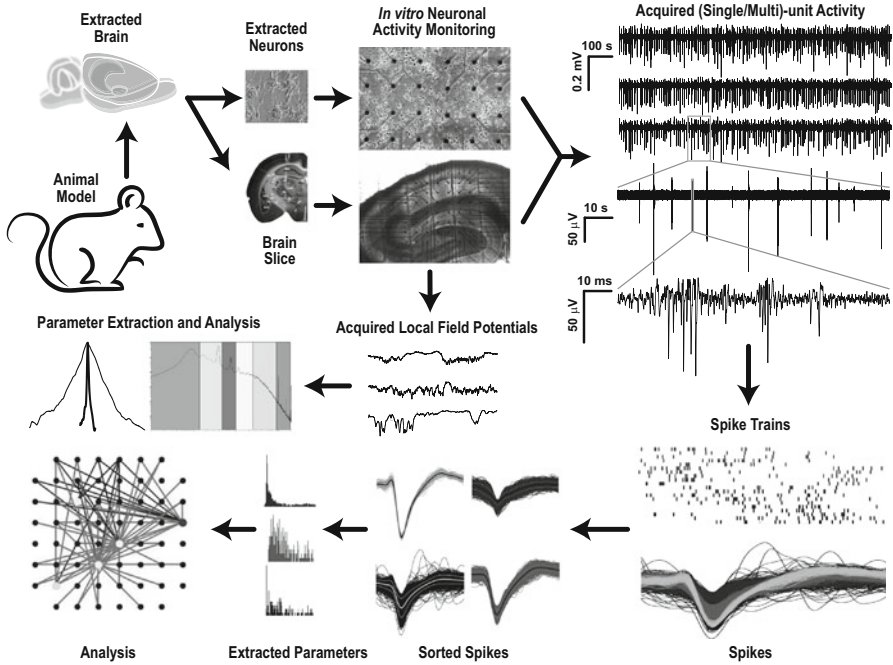 Extracted
Brain
Extracted
Neurons
In vitro Neuronal
Activity Monitoring
Acquired (Single/Multi)-unit Activity
100 s
0.2 mV
Animal
Model
Brain
Slice
10 s
50 µV
10 ms
50 µV
Parameter Extraction and Analysis
Acquired Local Field Potentials
Spike Trains
Analysis
Extracted Parameters
Sorted Spikes
Spikes